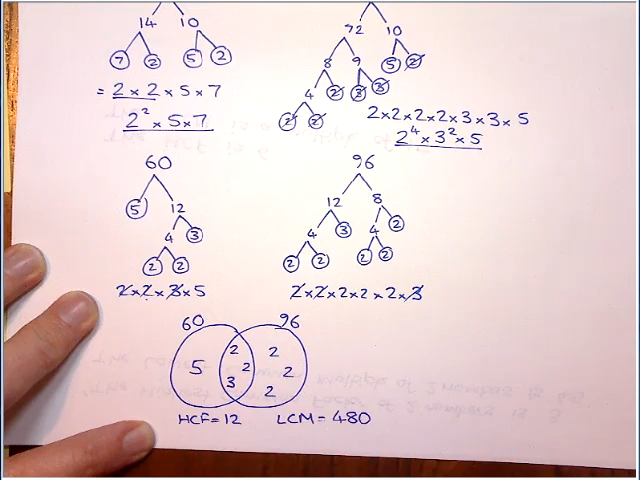 14 10
7 2 5 2
= 2 × 2 × 5 × 7
2² × 5 × 7
72 10
8 9 5 2
4 2 3 3
2 2
2×2×2×2×3×3×5
2⁴×3²×5
60
5 12
4 3
2 2
2×2×3×5
96
12 8
4 3 4 2
2 2 2 2
2×2×2×2×2×3
60 96
5 2 2 3 2 2 2
HCF=12 LCM=480